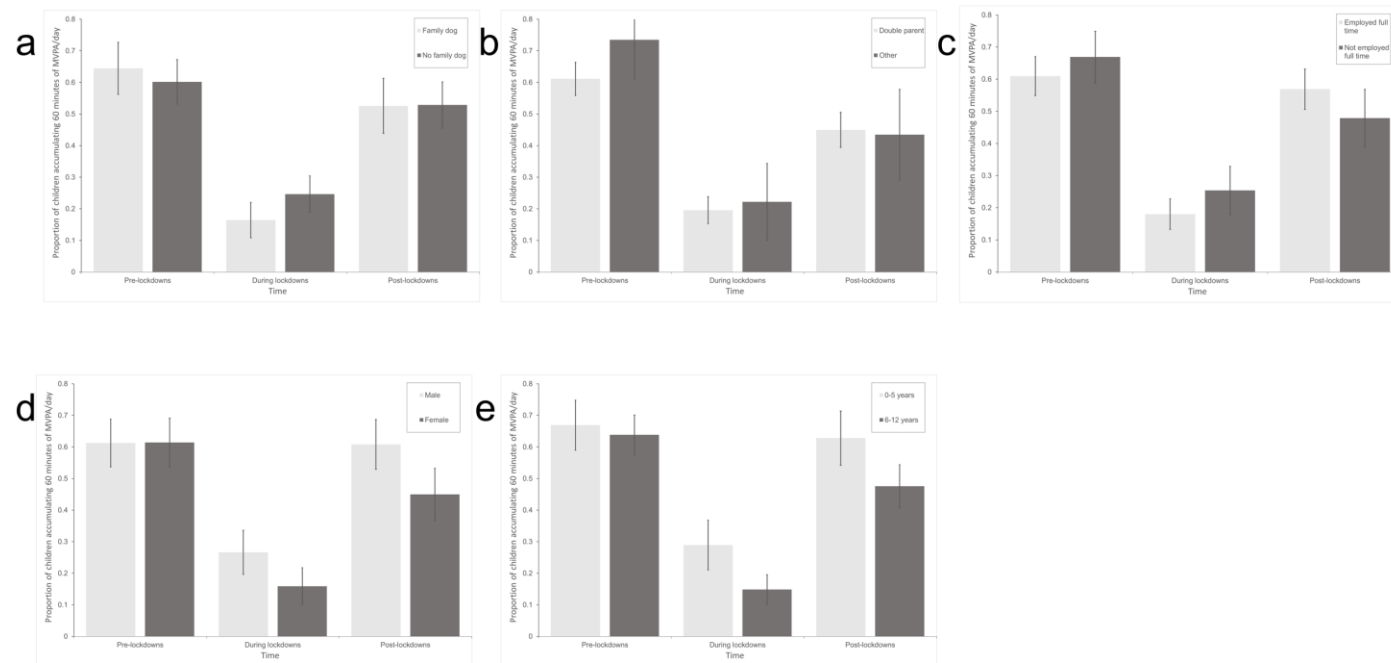 a
Proportion of children accumulating 60 minutes of MVPA/day
0.8
0.7
0.6
0.5
0.4
0.3
0.2
0.1
0
Family dog
No family dog
Pre-lockdowns
During lockdowns
Post-lockdowns
Time
b
Proportion of children accumulating 60 minutes of MVPA/day
0.8
0.7
0.6
0.5
0.4
0.3
0.2
0.1
0
Double parent
Other
Pre-lockdowns
During lockdowns
Post-lockdowns
Time
c
Proportion of children accumulating 60 minutes of MVPA/day
0.8
0.7
0.6
0.5
0.4
0.3
0.2
0.1
0
Employed full
time
Not employed
full time
Pre-lockdowns
During lockdowns
Post-lockdowns
Time
d
Proportion of children accumulating 60 minutes of MVPA/day
0.8
0.7
0.6
0.5
0.4
0.3
0.2
0.1
0
Male
Female
Pre-lockdowns
During lockdowns
Post-lockdowns
Time
e
Proportion of children accumulating 60 minutes of MVPA/day
0.8
0.7
0.6
0.5
0.4
0.3
0.2
0.1
0
0-5 years
6-12 years
Pre-lockdowns
During lockdowns
Post-lockdowns
Time